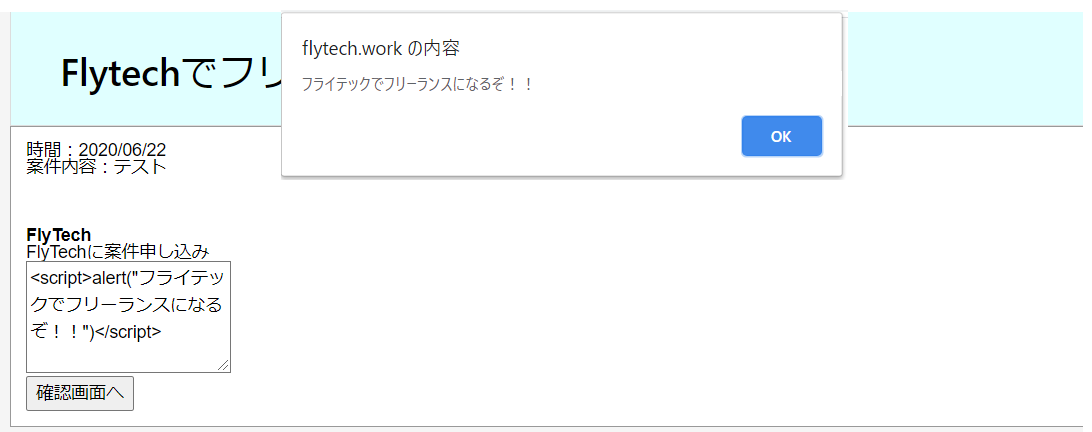 flytech.work の内容
フライテックでフリーランスになるぞ！！
OK
Flytechでフリ
時間：2020/06/22
案件内容：テスト
FlyTech
FlyTechに案件申し込み
<script>alert("フライテッ
クでフリーランスになる
ぞ！！")</script>
確認画面へ